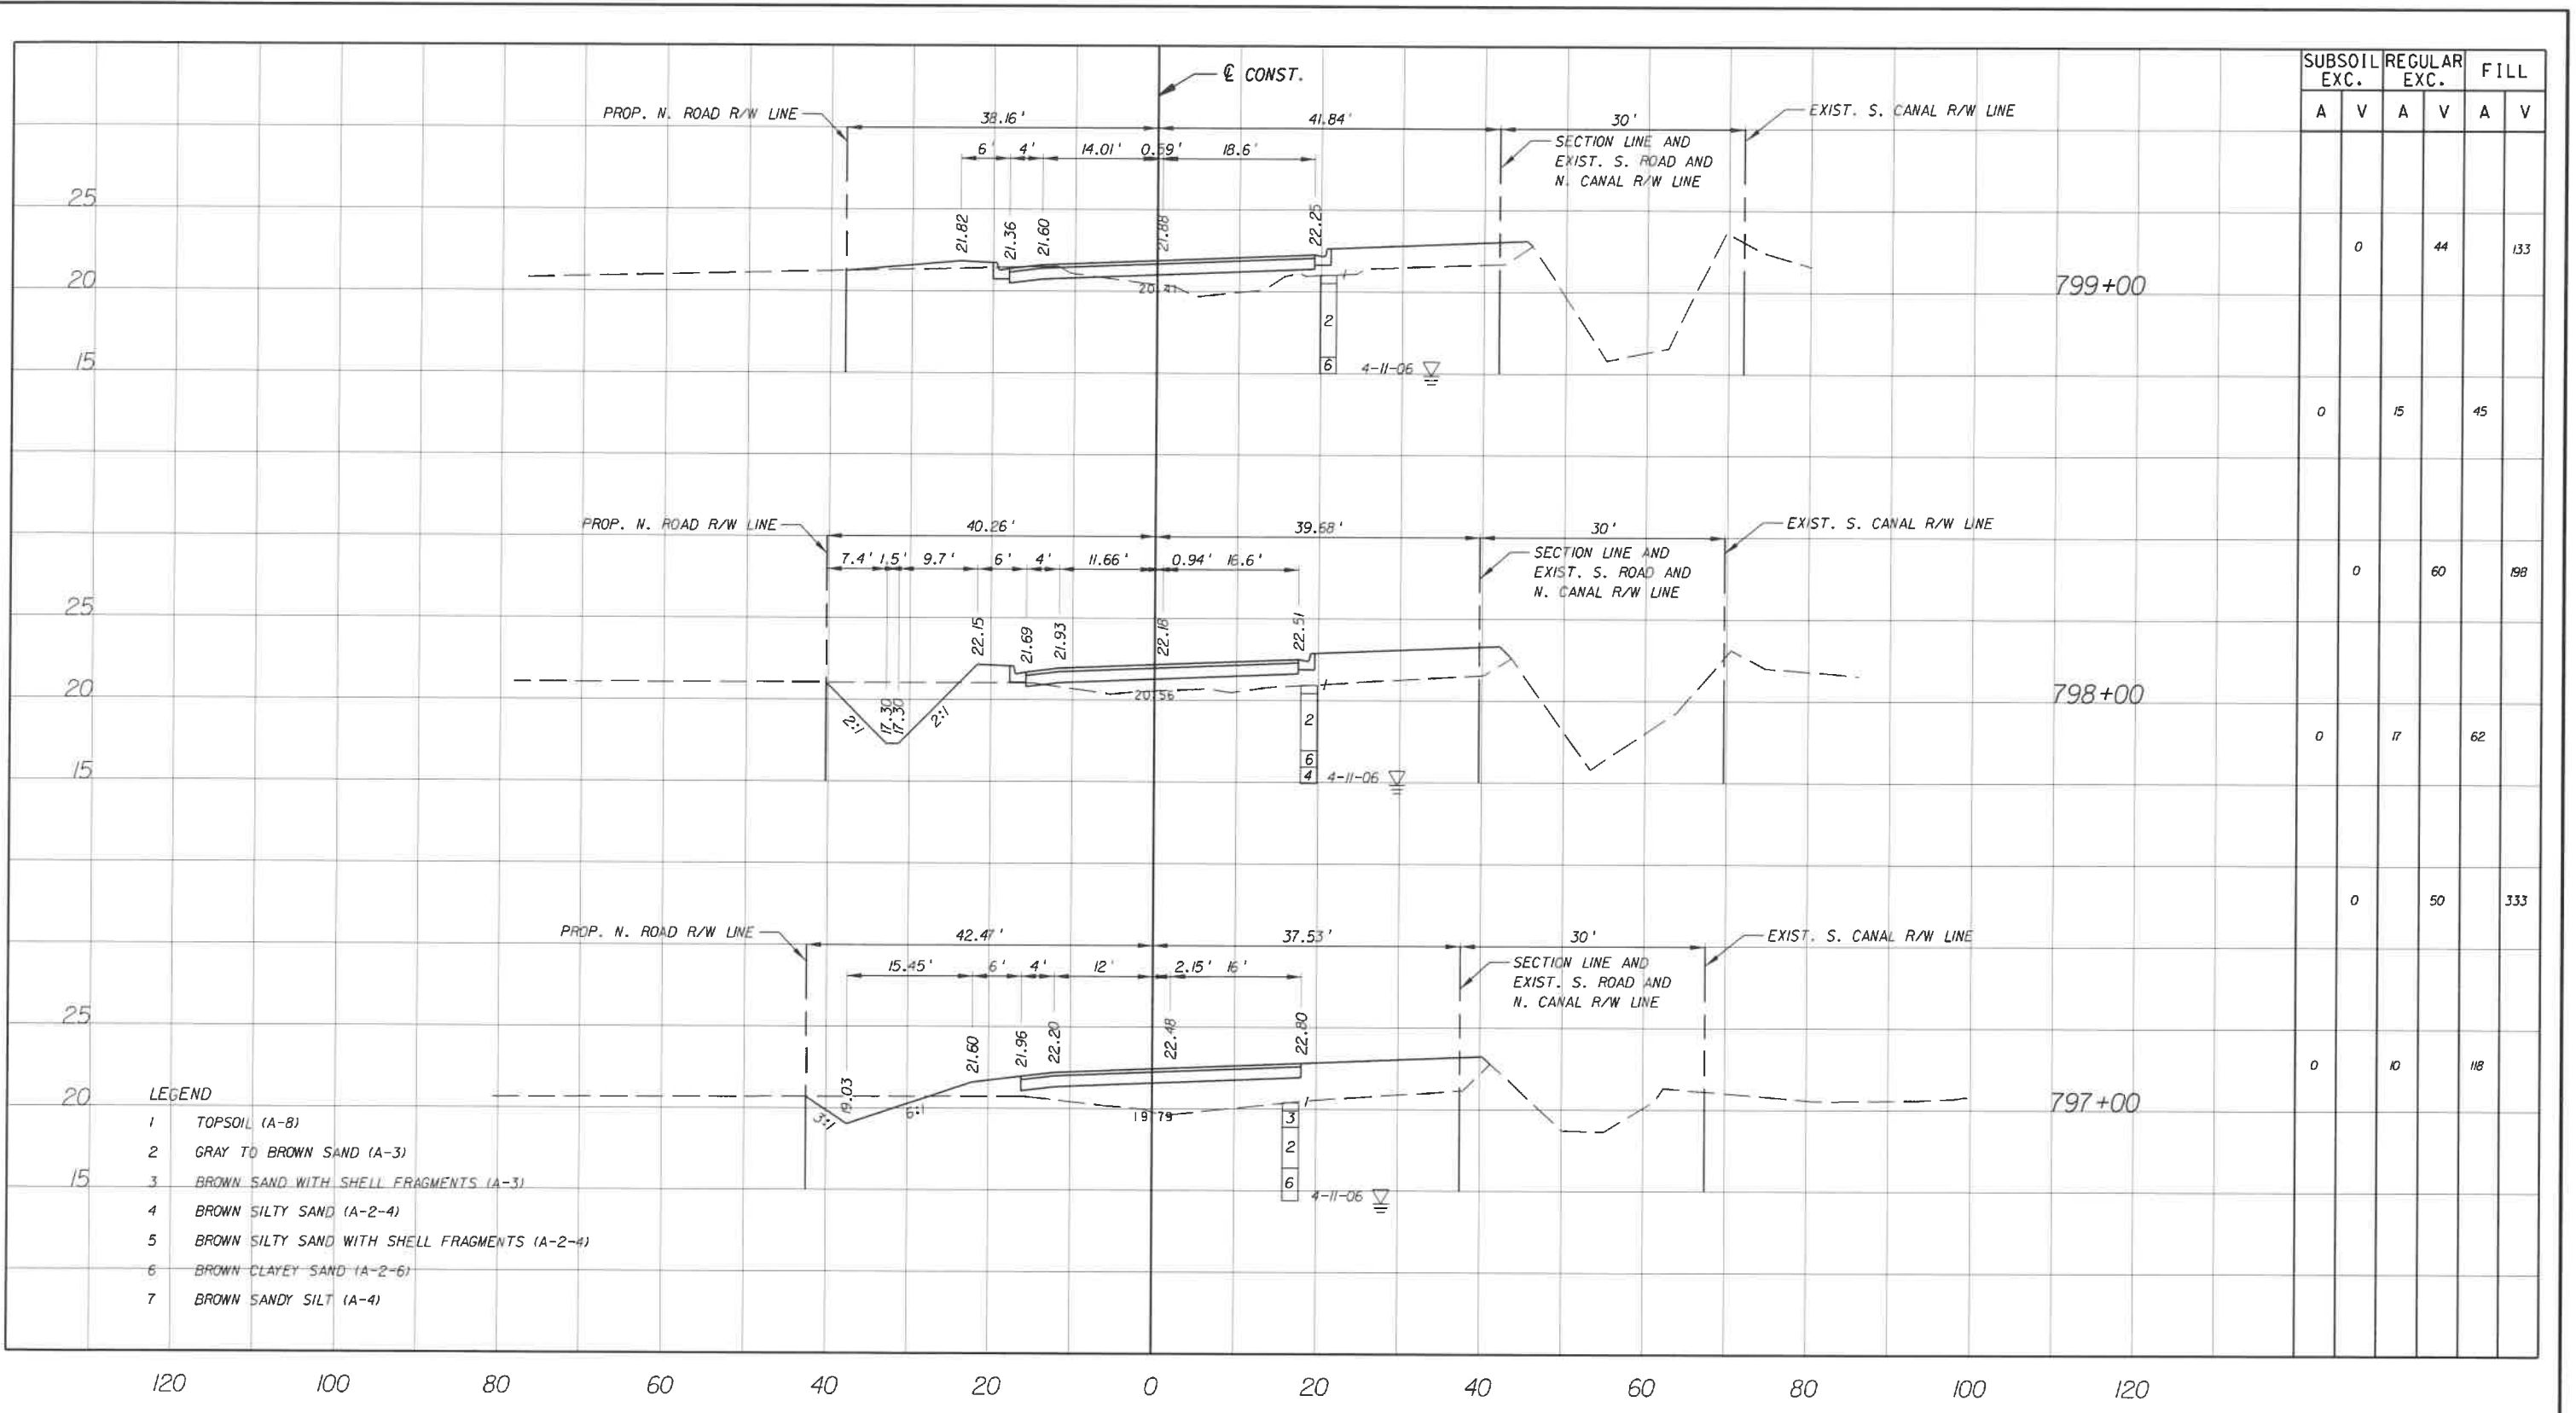 SUBSOIL EXC. REGULAR EXC. FILL
A V A V A V
℄ CONST.
PROP. N. ROAD R/W LINE
38.16' 41.84' 30'
EXIST. S. CANAL R/W LINE
6' 4' 14.01' 0.59' 18.6'
SECTION LINE AND
EXIST. S. ROAD AND
N. CANAL R/W LINE
25
21.82 21.36 21.60 21.88 22.25
0 44 133
20
20.41
799+00
2
15
6 4-11-06
0 15 45
PROP. N. ROAD R/W LINE
40.26' 39.68' 30'
EXIST. S. CANAL R/W LINE
7.4' 1.5' 9.7' 6' 4' 11.66' 0.94' 16.6'
SECTION LINE AND
EXIST. S. ROAD AND
N. CANAL R/W LINE
0 60 198
25
22.15 21.69 21.93 22.18 22.51
20
1
20.56
798+00
2:1 17.30 17.30 2:1
2
0 17 62
6
15
4 4-11-06
0 50 333
PROP. N. ROAD R/W LINE
42.47' 37.53' 30'
EXIST. S. CANAL R/W LINE
15.45' 6' 4' 12' 2.15' 16'
SECTION LINE AND
EXIST. S. ROAD AND
N. CANAL R/W LINE
25
19.03 21.60 21.96 22.20 22.48 22.80
0 10 118
20
1
797+00
3:1 6:1
19.79
3
2
15
6
4-11-06
LEGEND
1 TOPSOIL (A-8)
2 GRAY TO BROWN SAND (A-3)
3 BROWN SAND WITH SHELL FRAGMENTS (A-3)
4 BROWN SILTY SAND (A-2-4)
5 BROWN SILTY SAND WITH SHELL FRAGMENTS (A-2-4)
6 BROWN CLAYEY SAND (A-2-6)
7 BROWN SANDY SILT (A-4)
120 100 80 60 40 20 0 20 40 60 80 100 120